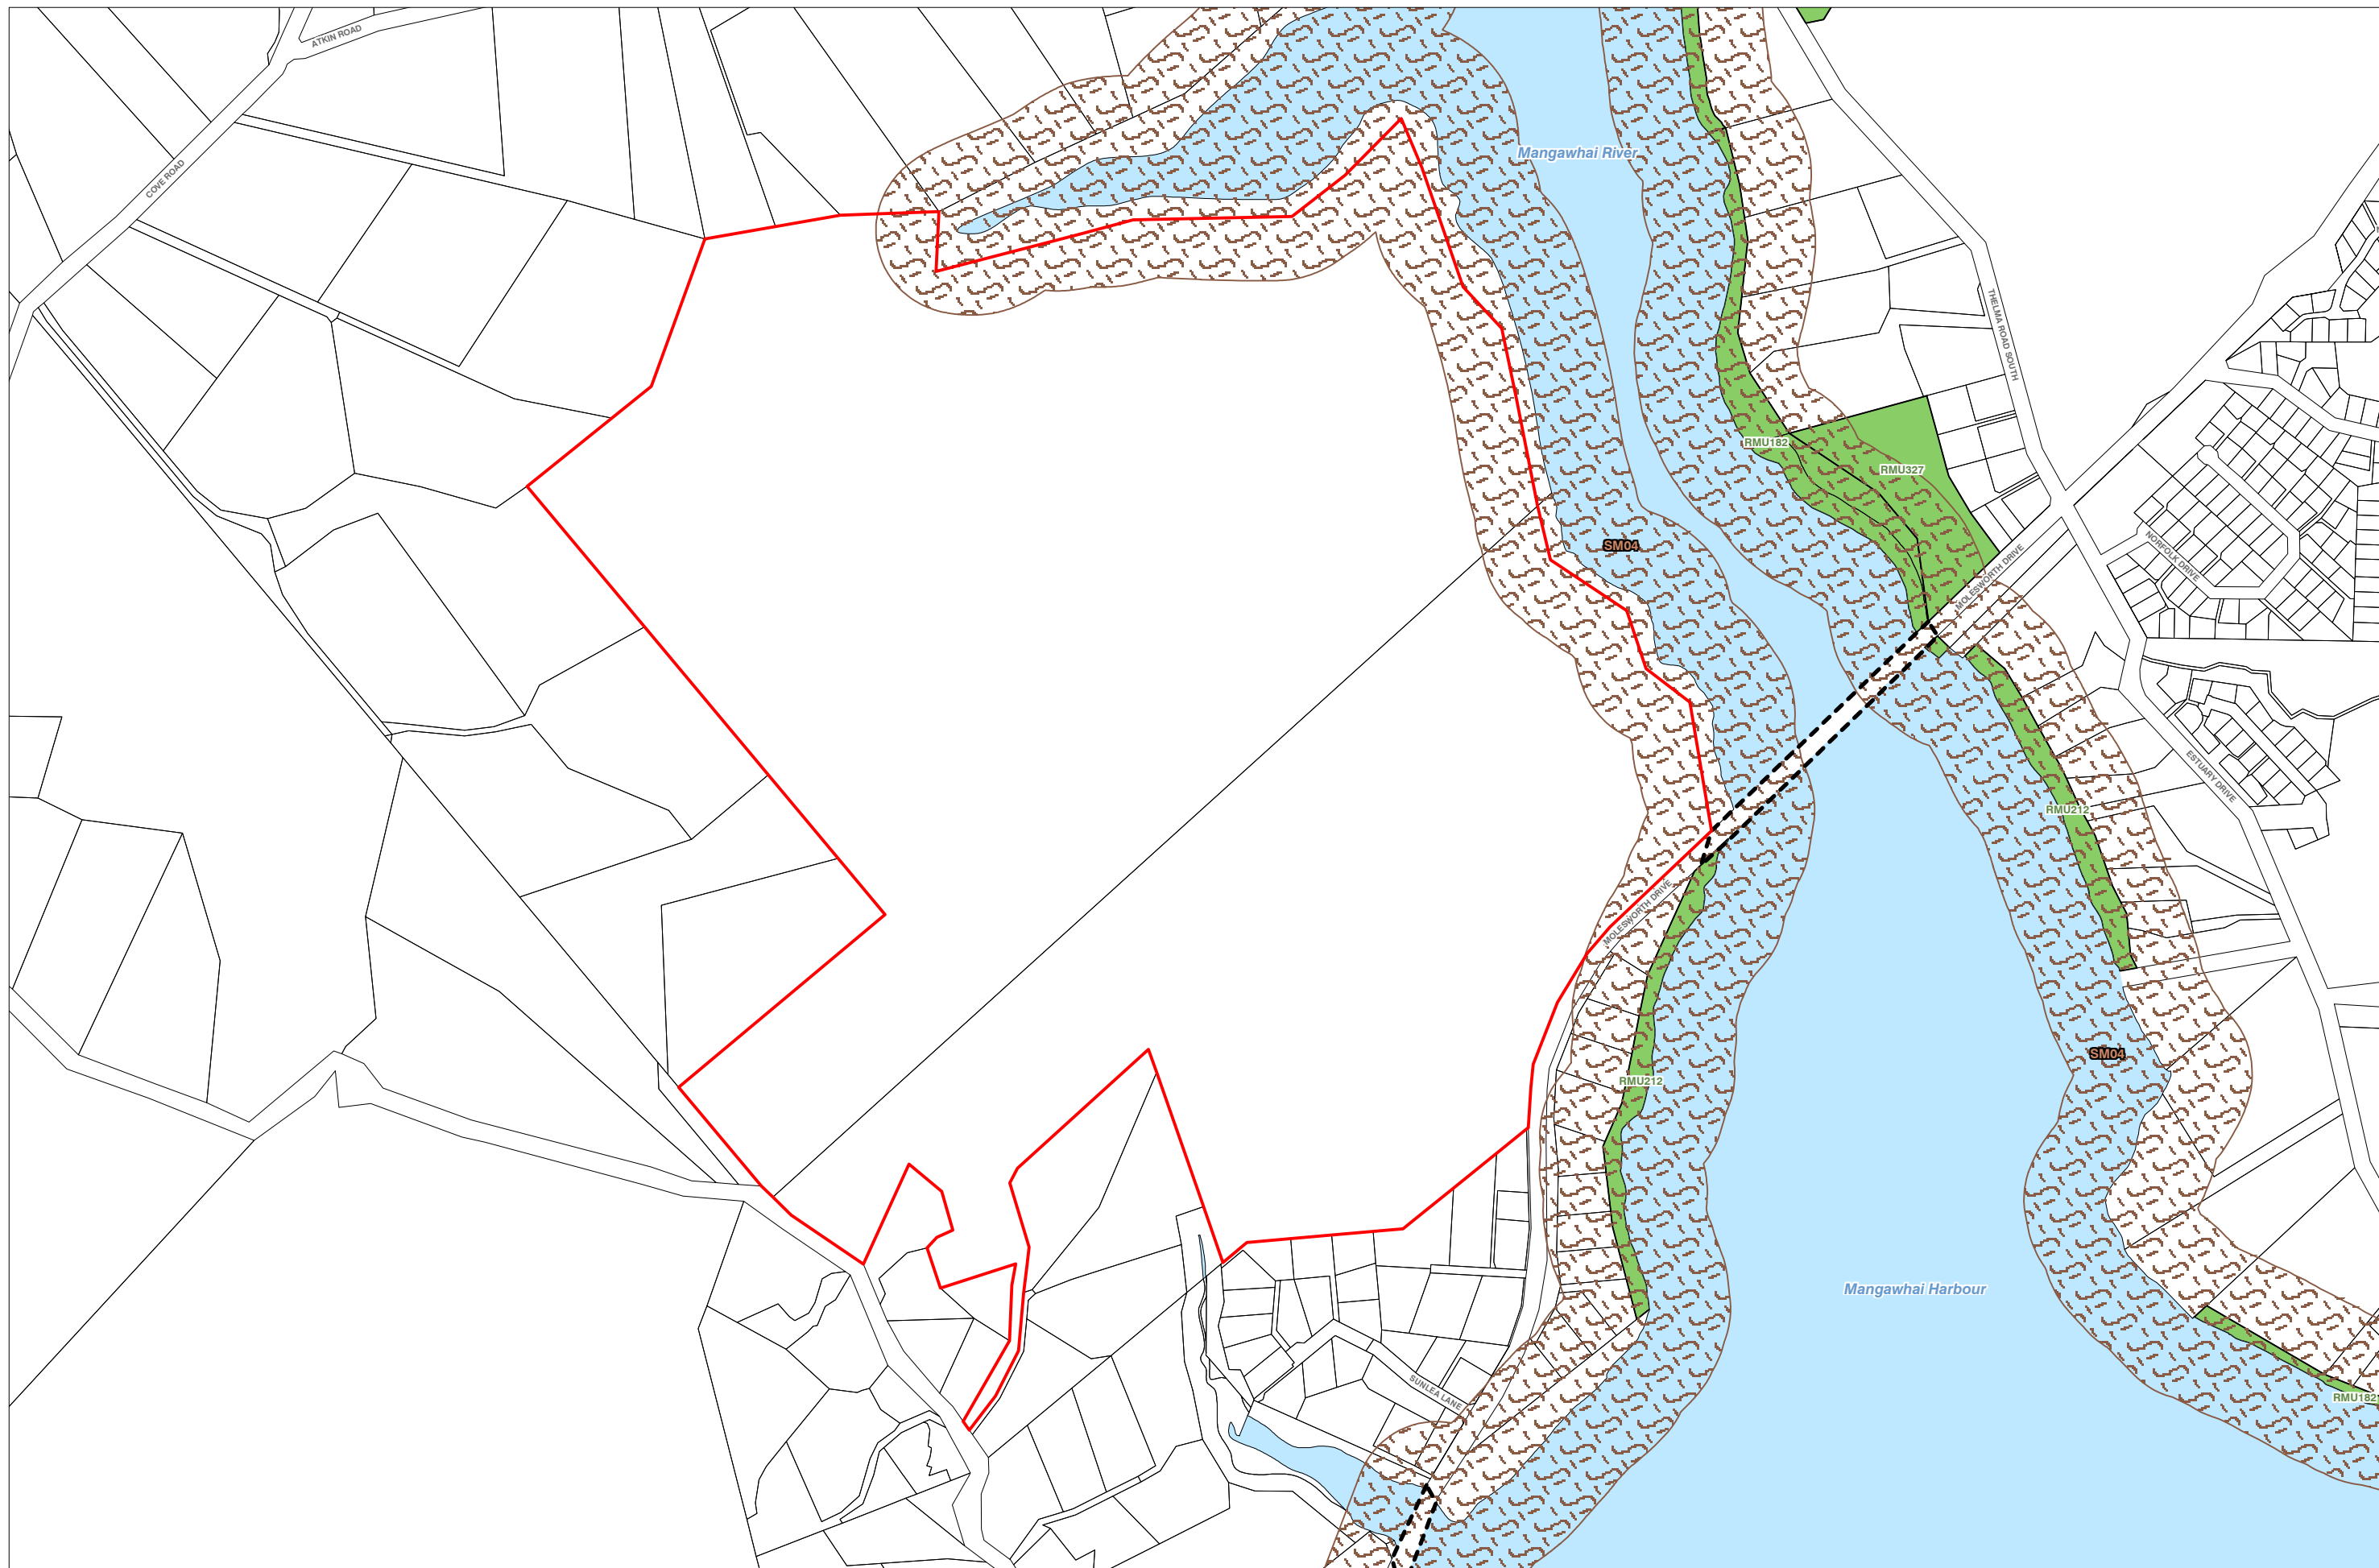 ATKIN ROAD
Mangawhai River
COVE ROAD
THELMA ROAD SOUTH
RMU182
RMU327
SM04
NORFOLK DRIVE
MOLESWORTH DRIVE
ESTUARY DRIVE
RMU212
MOLESWORTH DRIVE
SM04
RMU212
Mangawhai Harbour
SUNLEA LANE
RMU182